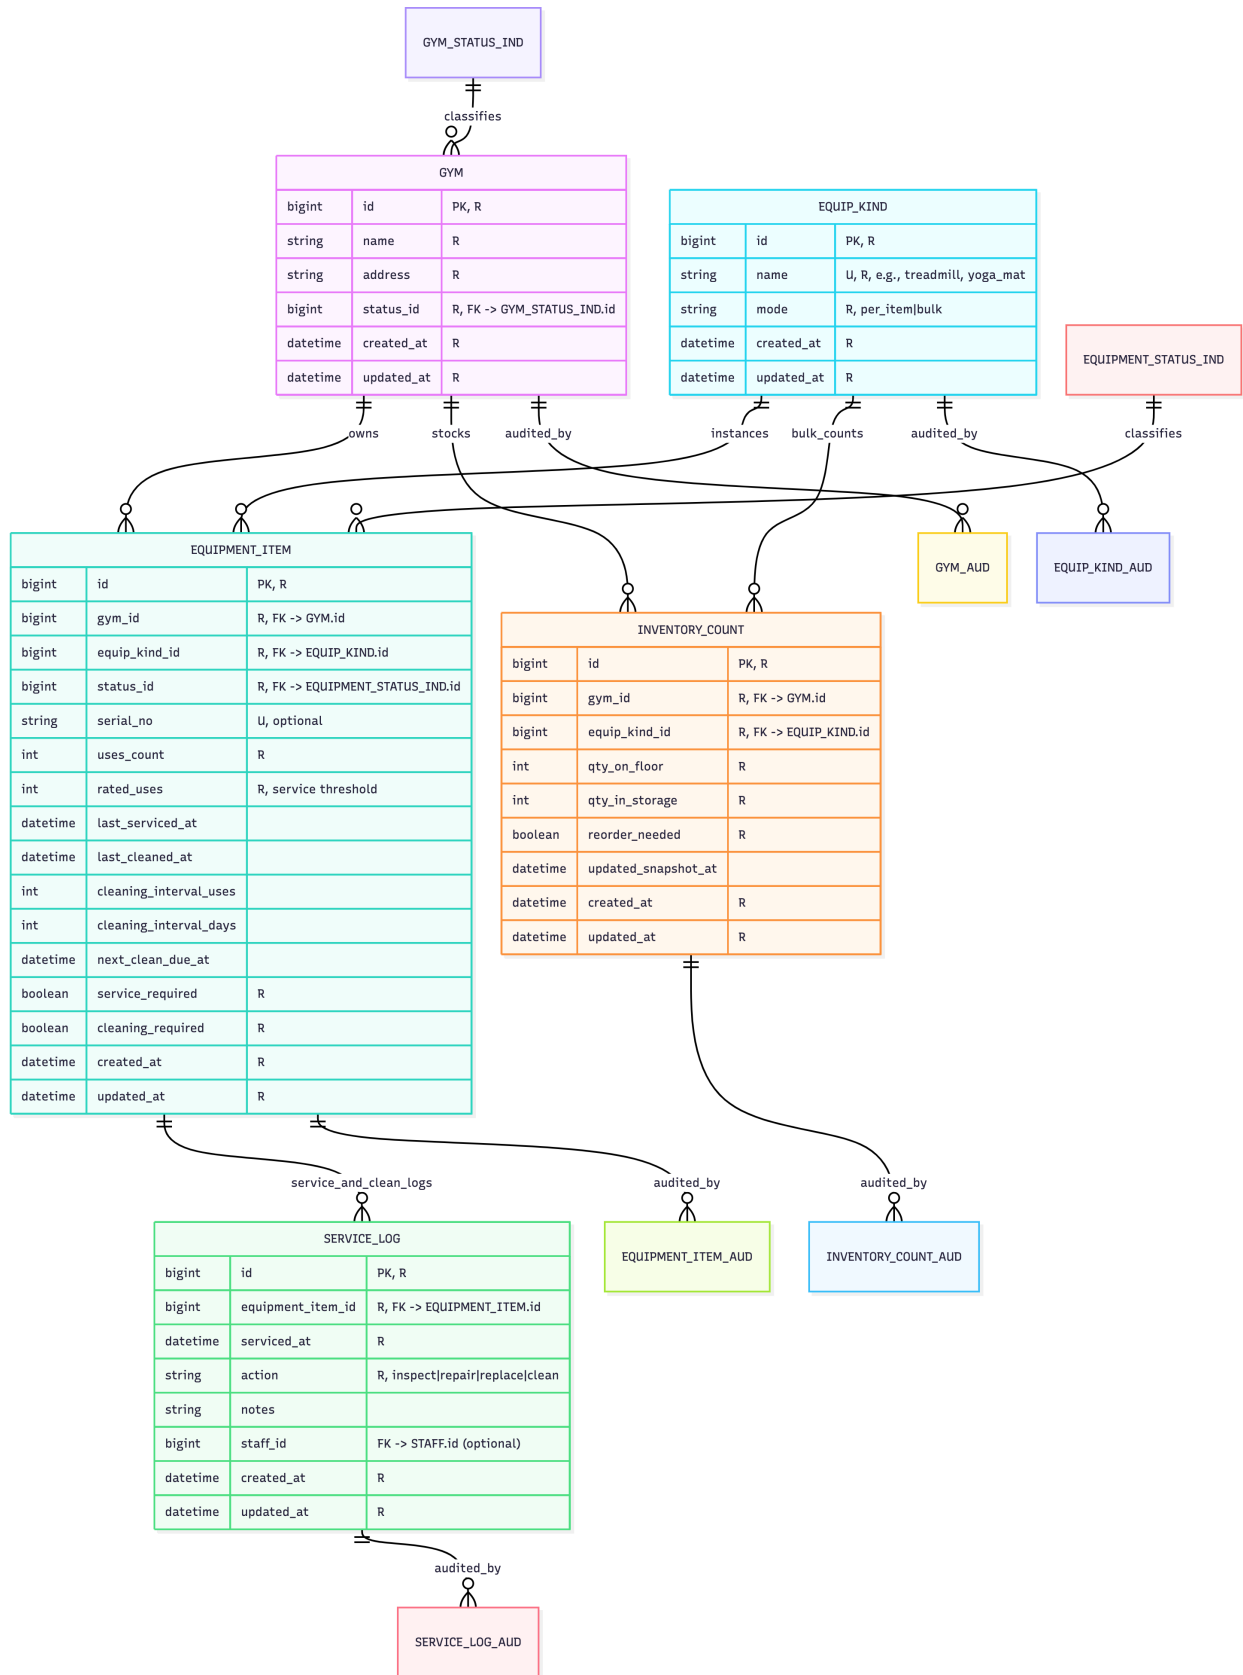 GYM_STATUS_IND
classifies
GYM
bigint id PK, R
string name R
string address R
bigint status_id R, FK -> GYM_STATUS_IND.id
datetime created_at R
datetime updated_at R
EQUIP_KIND
bigint id PK, R
string name U, R, e.g., treadmill, yoga_mat
string mode R, per_item|bulk
datetime created_at R
datetime updated_at R
EQUIPMENT_STATUS_IND
owns
stocks
audited_by
instances
bulk_counts
audited_by
classifies
EQUIPMENT_ITEM
bigint id PK, R
bigint gym_id R, FK -> GYM.id
bigint equip_kind_id R, FK -> EQUIP_KIND.id
bigint status_id R, FK -> EQUIPMENT_STATUS_IND.id
string serial_no U, optional
int uses_count R
int rated_uses R, service threshold
datetime last_serviced_at
datetime last_cleaned_at
int cleaning_interval_uses
int cleaning_interval_days
datetime next_clean_due_at
boolean service_required R
boolean cleaning_required R
datetime created_at R
datetime updated_at R
INVENTORY_COUNT
bigint id PK, R
bigint gym_id R, FK -> GYM.id
bigint equip_kind_id R, FK -> EQUIP_KIND.id
int qty_on_floor R
int qty_in_storage R
boolean reorder_needed R
datetime updated_snapshot_at
datetime created_at R
datetime updated_at R
GYM_AUD
EQUIP_KIND_AUD
service_and_clean_logs
audited_by
audited_by
SERVICE_LOG
bigint id PK, R
bigint equipment_item_id R, FK -> EQUIPMENT_ITEM.id
datetime serviced_at R
string action R, inspect|repair|replace|clean
string notes
bigint staff_id FK -> STAFF.id (optional)
datetime created_at R
datetime updated_at R
EQUIPMENT_ITEM_AUD
INVENTORY_COUNT_AUD
audited_by
SERVICE_LOG_AUD